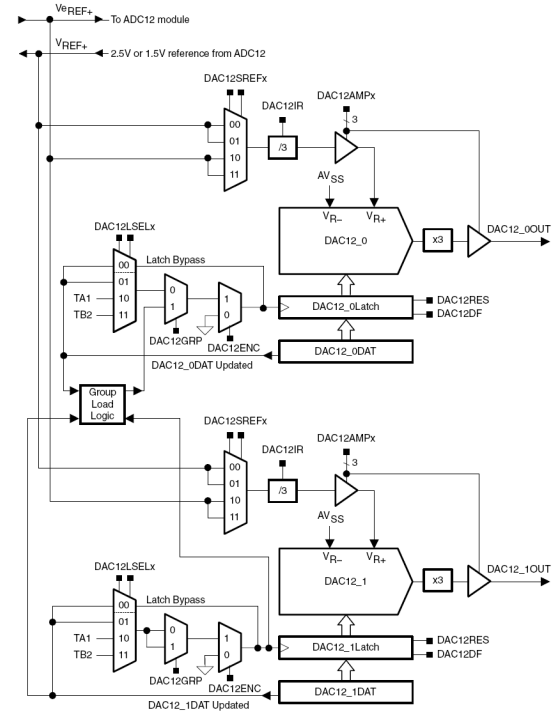 VeREF+
To ADC12 module
VREF+
2.5V or 1.5V reference from ADC12
DAC12SREFx
DAC12IR
DAC12AMPx
00
01
10
11
/3
3
AVSS
VR−
VR+
DAC12_0
x3
DAC12_0OUT
DAC12LSELx
Latch Bypass
00
01
TA1
10
TB2
11
0
1
1
0
DAC12GRP
DAC12ENC
DAC12_0Latch
DAC12RES
DAC12DF
DAC12_0DAT
DAC12_0DAT Updated
Group
Load
Logic
DAC12SREFx
DAC12IR
DAC12AMPx
00
01
10
11
/3
3
AVSS
VR−
VR+
DAC12_1
x3
DAC12_1OUT
DAC12LSELx
Latch Bypass
00
01
TA1
10
TB2
11
0
1
1
0
DAC12GRP
DAC12ENC
DAC12_1Latch
DAC12RES
DAC12DF
DAC12_1DAT
DAC12_1DAT Updated